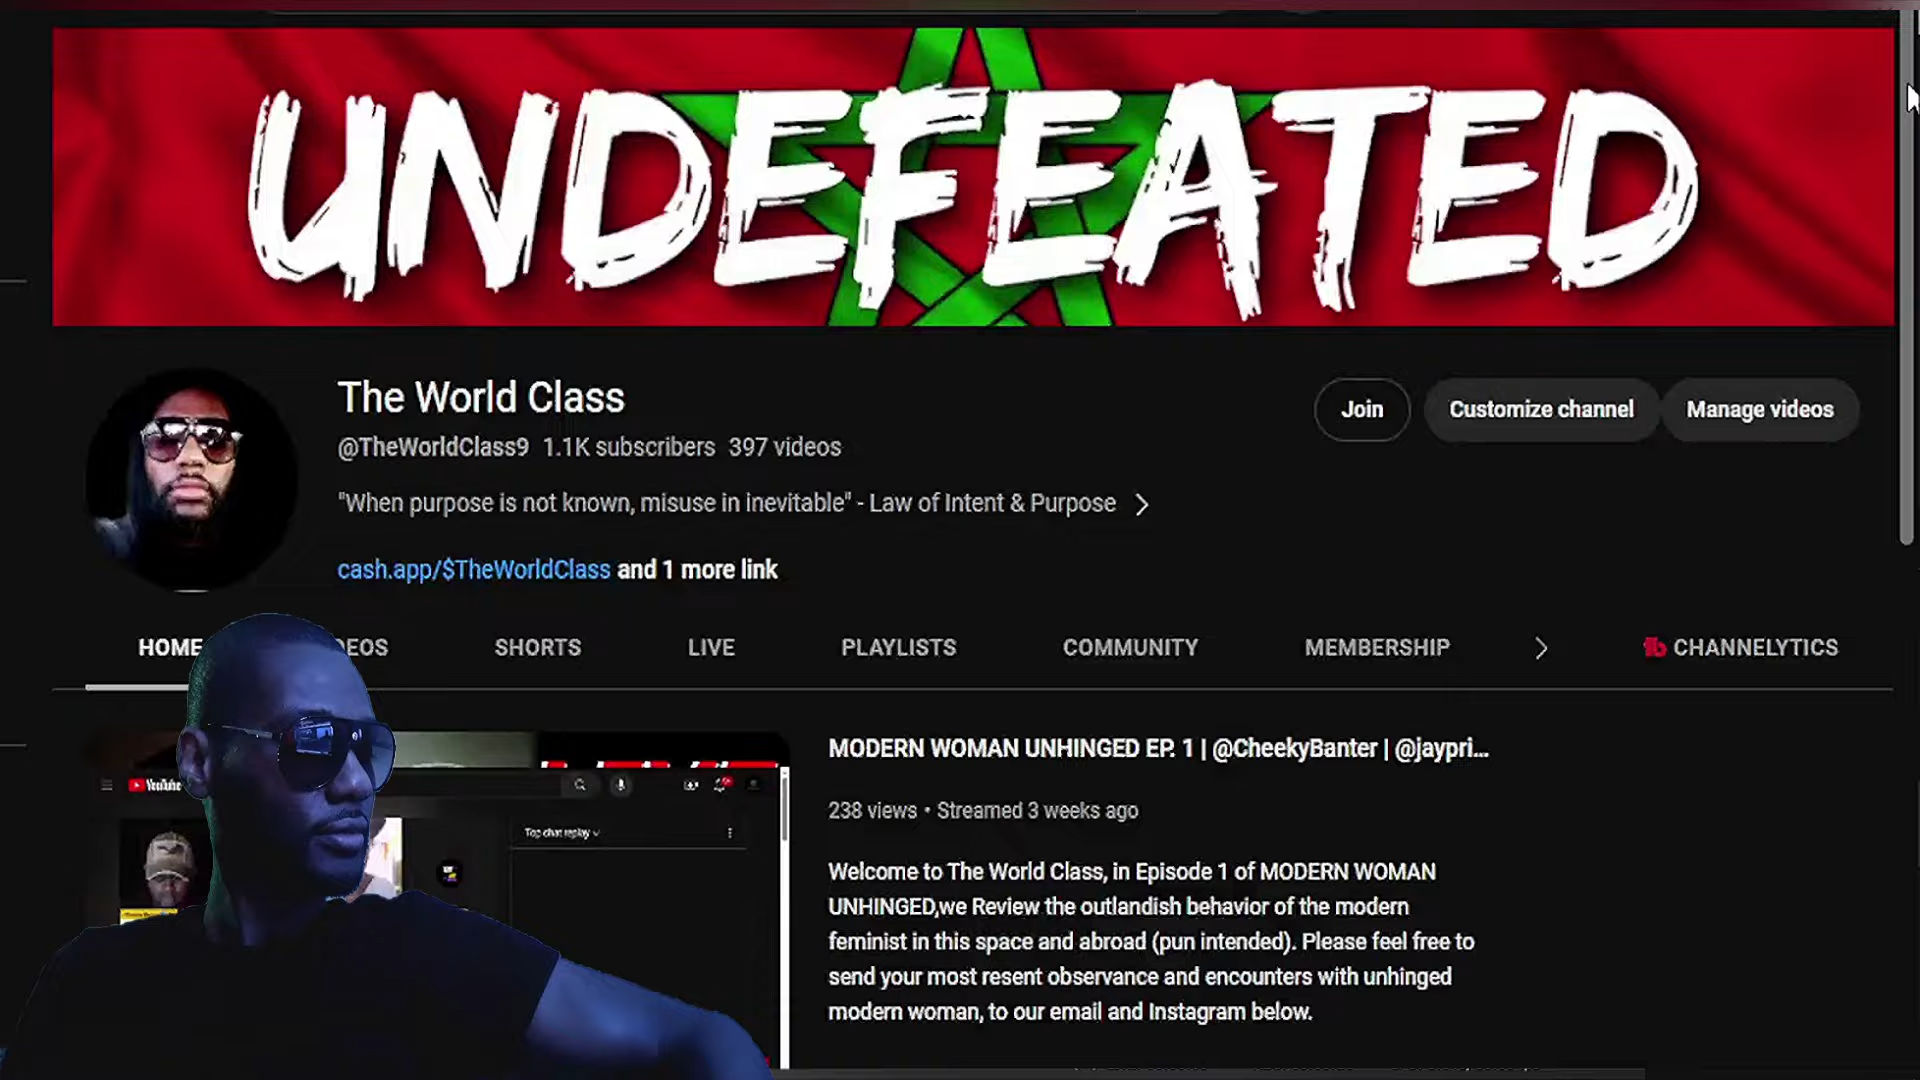 UNDEFEATED
The World Class
@TheWorldClass9 1.1K subscribers 397 videos
Join
Customize channel
Manage videos
"When purpose is not known, misuse in inevitable" - Law of Intent & Purpose
cash.app/$TheWorldClass and 1 more link
HOME
DEOS
SHORTS
LIVE
PLAYLISTS
COMMUNITY
MEMBERSHIP
CHANNELYTICS
MODERN WOMAN UNHINGED EP. 1 | @CheekyBanter | @jaypri...
238 views • Streamed 3 weeks ago
Welcome to The World Class, in Episode 1 of MODERN WOMAN
UNHINGED,we Review the outlandish behavior of the modern
feminist in this space and abroad (pun intended). Please feel free to
send your most resent observance and encounters with unhinged
modern woman, to our email and Instagram below.
YouTube
Top chat replay